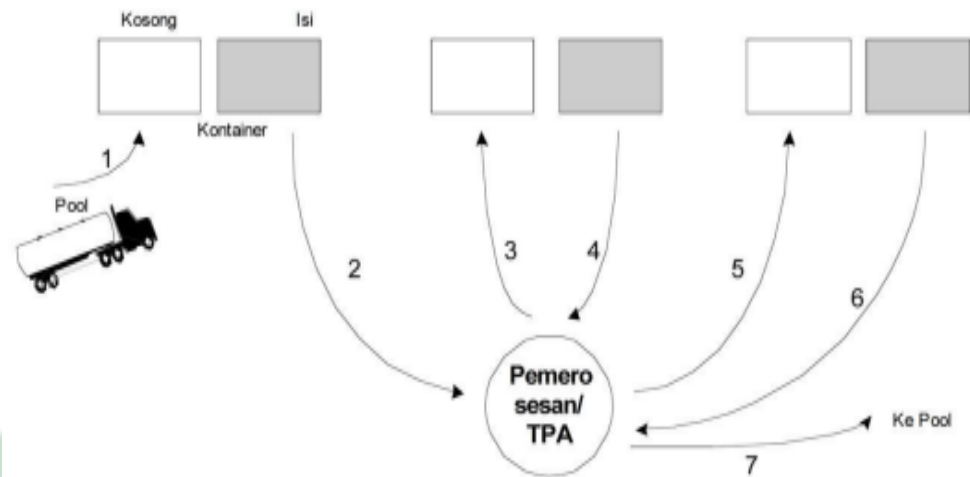 Kosong Isi
Kontainer
1
Pool
2
3
4
5
6
Pemero
sesan/
TPA
Ke Pool
7